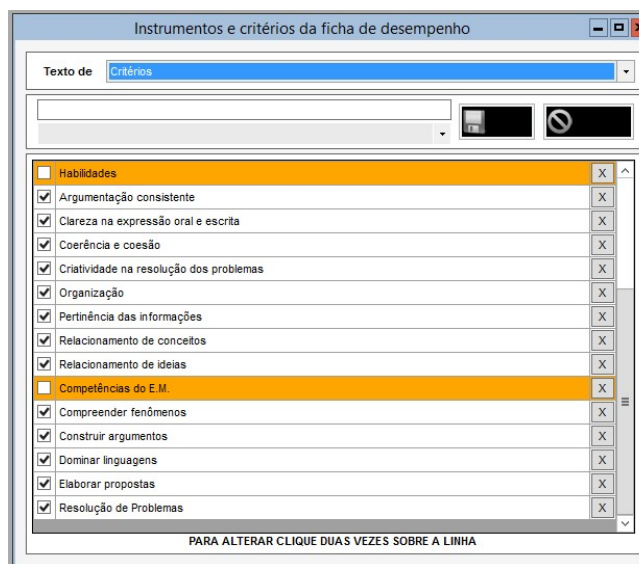 Instrumentos e critérios da ficha de desempenho
Texto de Critérios
Habilidades X
Argumentação consistente X
Clareza na expressão oral e escrita X
Coerência e coesão X
Criatividade na resolução dos problemas X
Organização X
Pertinência das informações X
Relacionamento de conceitos X
Relacionamento de ideias X
Competências do E.M. X
Compreender fenômenos X
Construir argumentos X
Dominar linguagens X
Elaborar propostas X
Resolução de Problemas X
PARA ALTERAR CLIQUE DUAS VEZES SOBRE A LINHA